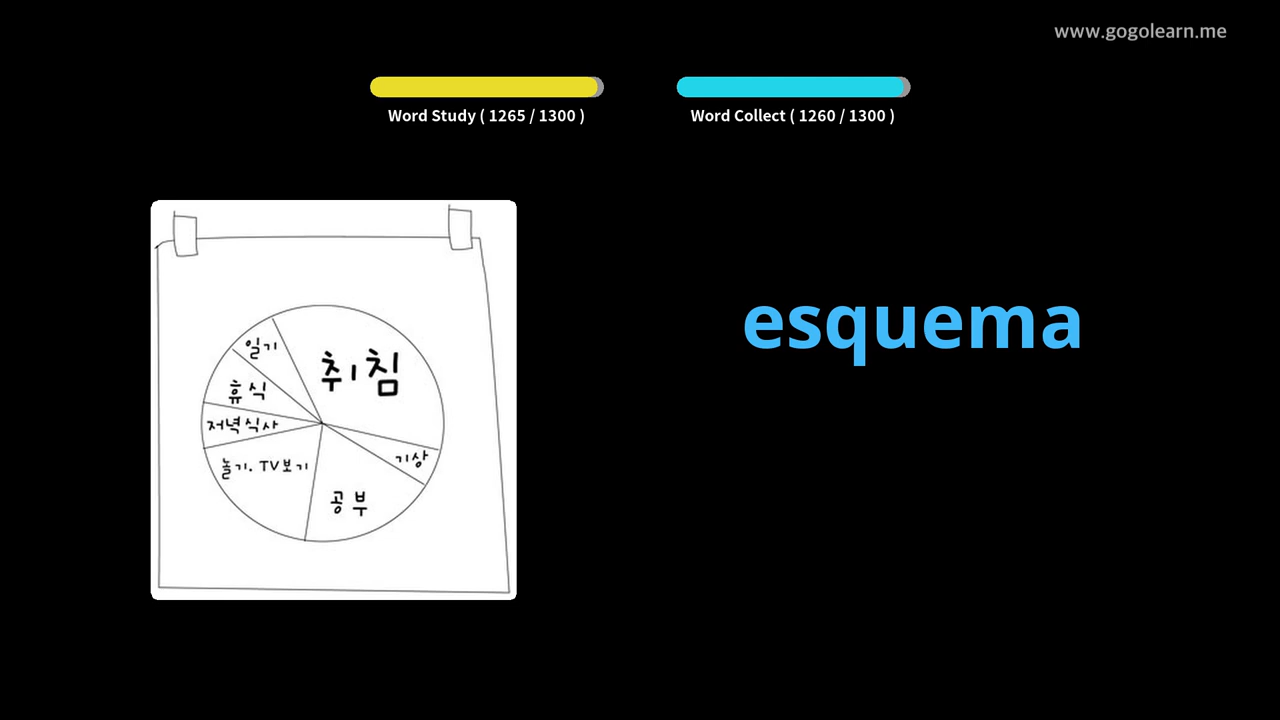 www.gogolearn.me
Word Study ( 1265 / 1300 )
Word Collect ( 1260 / 1300 )
일기
취침
휴식
저녁식사
놀기. TV보기
기상
공부
esquema